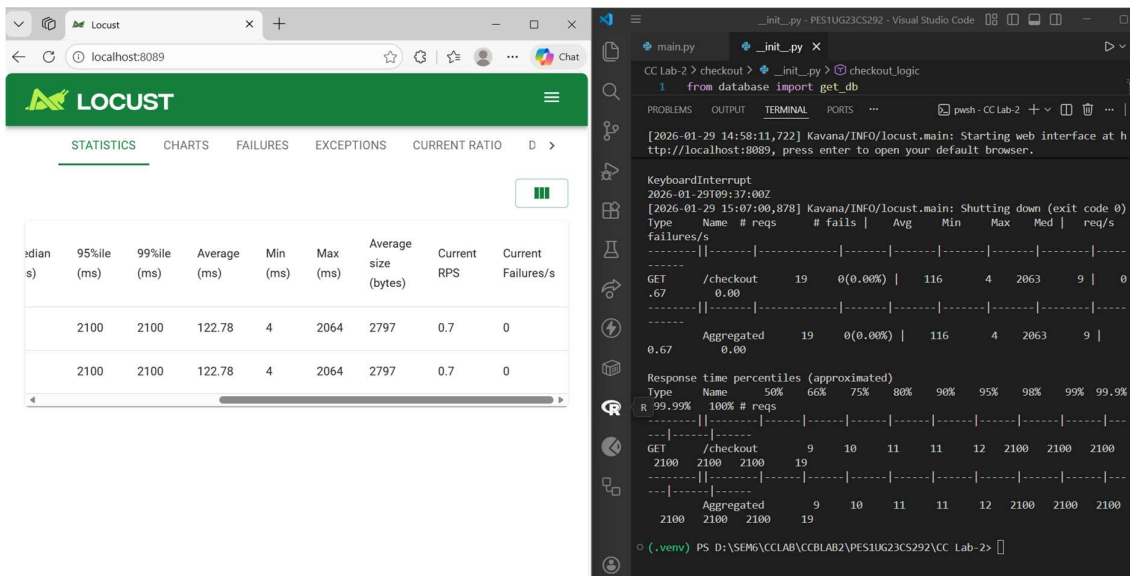 Locust
localhost:8089
Chat
LOCUST
STATISTICS CHARTS FAILURES EXCEPTIONS CURRENT RATIO D
edian
s)
95%ile
(ms)
99%ile
(ms)
Average
(ms)
Min
(ms)
Max
(ms)
Average
size
(bytes)
Current
RPS
Current
Failures/s
2100 2100 122.78 4 2064 2797 0.7 0
2100 2100 122.78 4 2064 2797 0.7 0
_init_.py - PES1UG23CS292 - Visual Studio Code
main.py _init_.py
CC Lab-2 > checkout > _init_.py > checkout_logic
1 from database import get_db
PROBLEMS OUTPUT TERMINAL PORTS ... pwsh - CC Lab-2
[2026-01-29 14:58:11,722] Kavana/INFO/locust.main: Starting web interface at h
ttp://localhost:8089, press enter to open your default browser.
KeyboardInterrupt
2026-01-29T09:37:00Z
[2026-01-29 15:07:00,878] Kavana/INFO/locust.main: Shutting down (exit code 0)
Type Name # reqs # fails | Avg Min Max Med | req/s
failures/s
--------||-------|-------------|-------|-------|-------|-------|--------|----
------
GET /checkout 19 0(0.00%) | 116 4 2063 9 | 0
.67 0.00
--------||-------|-------------|-------|-------|-------|-------|--------|----
------
Aggregated 19 0(0.00%) | 116 4 2063 9 |
0.67 0.00
Response time percentiles (approximated)
Type Name 50% 66% 75% 80% 90% 95% 98% 99% 99.9%
R 99.99% 100% # reqs
--------||--------|------|------|------|------|------|------|------|------|---
---|------|------
GET /checkout 9 10 11 11 12 2100 2100 2100
2100 2100 2100 19
--------||--------|------|------|------|------|------|------|------|------|---
---|------|------
Aggregated 9 10 11 11 12 2100 2100 2100
2100 2100 2100 19
(.venv) PS D:\SEM6\CCLAB\CCBLAB2\PES1UG23CS292\CC Lab-2>